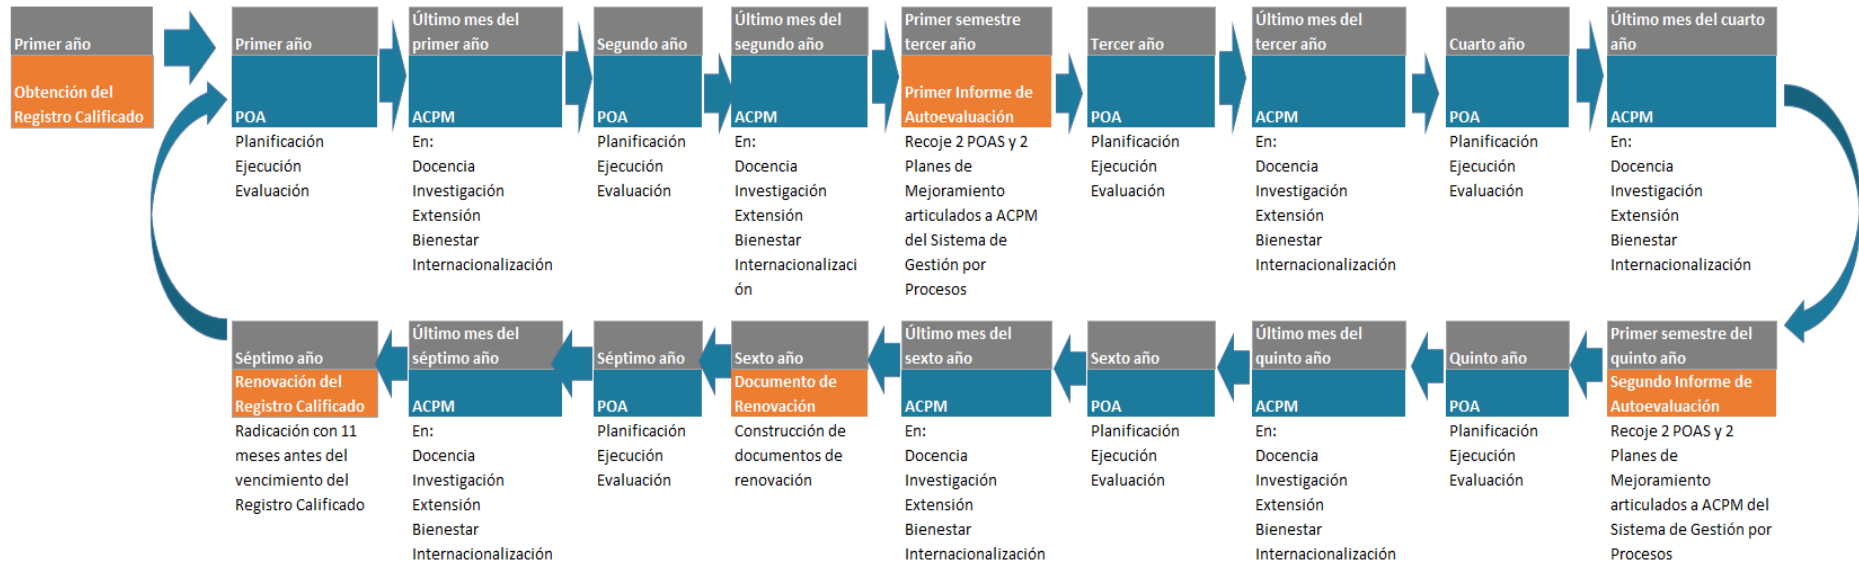 Primer año
Obtención del
Registro Calificado
Primer año
POA
Planificación
Ejecución
Evaluación
Último mes del
primer año
ACPM
En:
Docencia
Investigación
Extensión
Bienestar
Internacionalización
Segundo año
POA
Planificación
Ejecución
Evaluación
Último mes del
segundo año
ACPM
En:
Docencia
Investigación
Extensión
Bienestar
Internacionalizaci
ón
Primer semestre
tercer año
Primer Informe de
Autoevaluación
Recoje 2 POAS y 2
Planes de
Mejoramiento
articulados a ACPM
del Sistema de
Gestión por
Procesos
Tercer año
POA
Planificación
Ejecución
Evaluación
Último mes del
tercer año
ACPM
En:
Docencia
Investigación
Extensión
Bienestar
Internacionalización
Cuarto año
POA
Planificación
Ejecución
Evaluación
Último mes del cuarto
año
ACPM
En:
Docencia
Investigación
Extensión
Bienestar
Internacionalización
Primer semestre del
quinto año
Segundo Informe de
Autoevaluación
Recoje 2 POAS y 2
Planes de
Mejoramiento
articulados a ACPM del
Sistema de Gestión por
Procesos
Quinto año
POA
Planificación
Ejecución
Evaluación
Último mes del
quinto año
ACPM
En:
Docencia
Investigación
Extensión
Bienestar
Internacionalización
Sexto año
POA
Planificación
Ejecución
Evaluación
Último mes del
sexto año
ACPM
En:
Docencia
Investigación
Extensión
Bienestar
Internacionalización
Sexto año
Documento de
Renovación
Construcción de
documentos de
renovación
Séptimo año
POA
Planificación
Ejecución
Evaluación
Último mes del
séptimo año
ACPM
En:
Docencia
Investigación
Extensión
Bienestar
Internacionalización
Séptimo año
Renovación del
Registro Calificado
Radicación con 11
meses antes del
vencimiento del
Registro Calificado